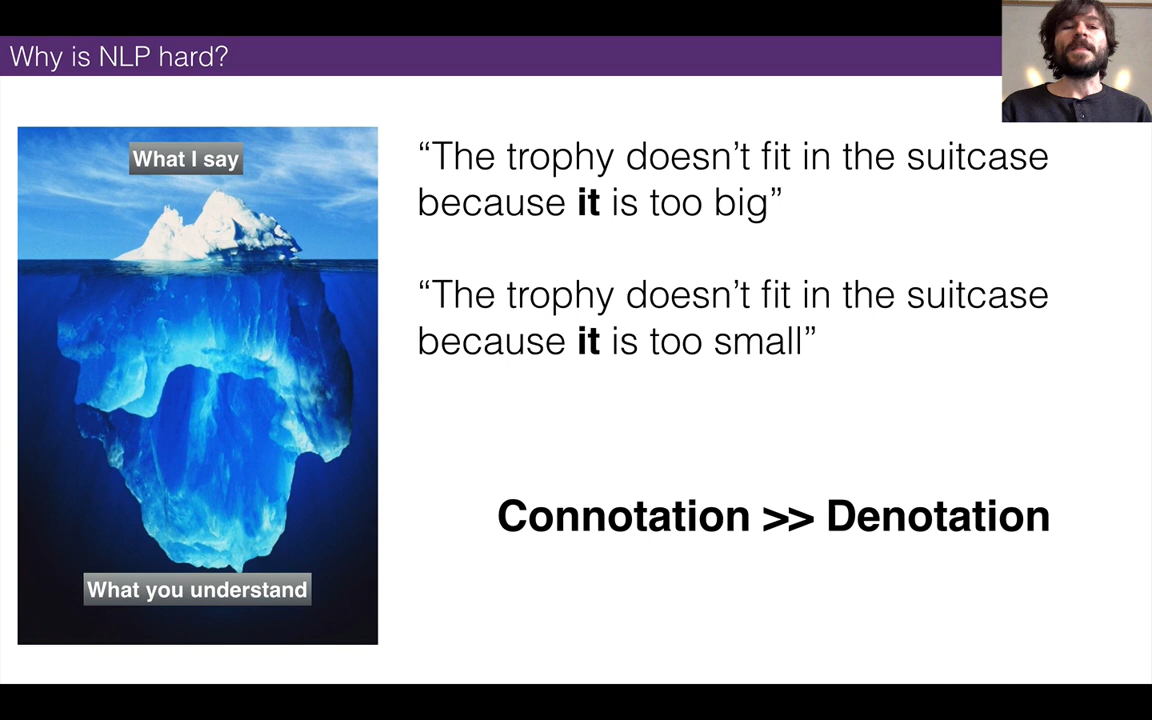 Why is NLP hard?
What I say
“The trophy doesn’t fit in the suitcase
because it is too big”
“The trophy doesn’t fit in the suitcase
because it is too small”
Connotation >> Denotation
What you understand